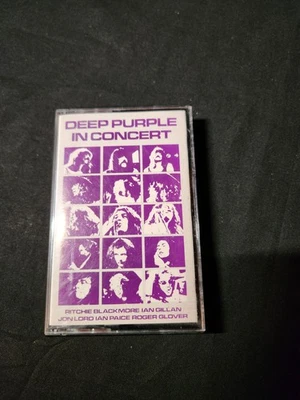 DEEP PURPLE
IN CONCERT
RITCHIE BLACKMORE IAN GILLAN
JON LORD IAN PAICE ROGER GLOVER